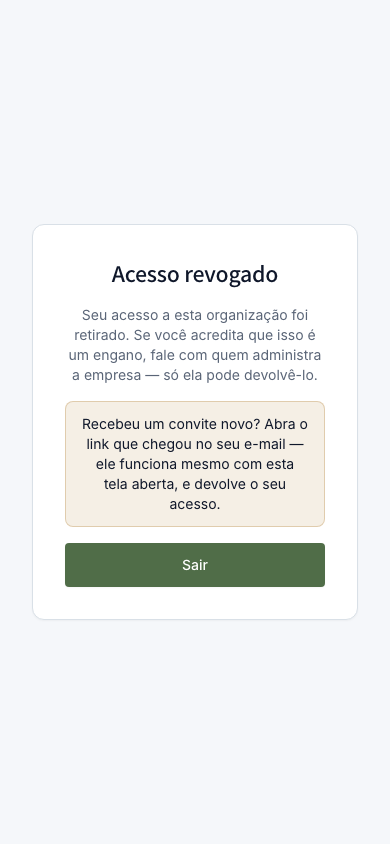 Acesso revogado
Seu acesso a esta organização foi
retirado. Se você acredita que isso é
um engano, fale com quem administra
a empresa — só ela pode devolvê-lo.
Recebeu um convite novo? Abra o
link que chegou no seu e-mail —
ele funciona mesmo com esta
tela aberta, e devolve o seu
acesso.
Sair